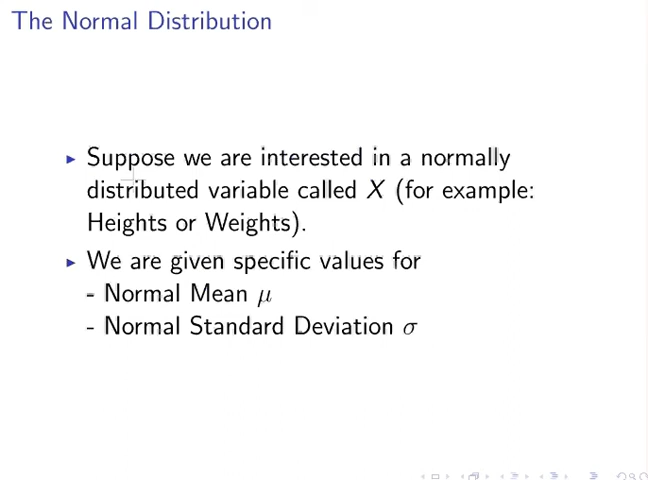 The Normal Distribution
Suppose we are interested in a normally
distributed variable called X (for example:
Heights or Weights).
We are given specific values for
- Normal Mean μ
- Normal Standard Deviation σ